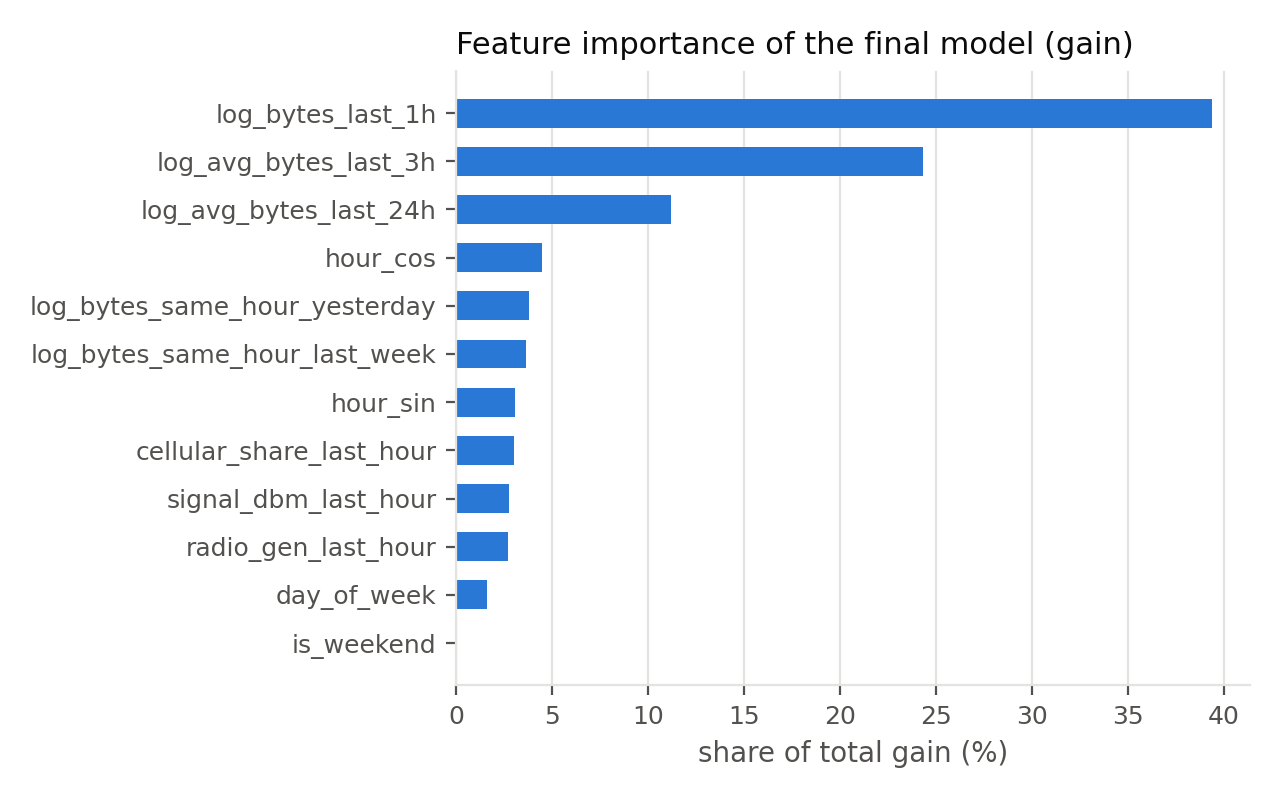 Feature importance of the final model (gain)
log_bytes_last_1h
log_avg_bytes_last_3h
log_avg_bytes_last_24h
hour_cos
log_bytes_same_hour_yesterday
log_bytes_same_hour_last_week
hour_sin
cellular_share_last_hour
signal_dbm_last_hour
radio_gen_last_hour
day_of_week
is_weekend
0 5 10 15 20 25 30 35 40
share of total gain (%)